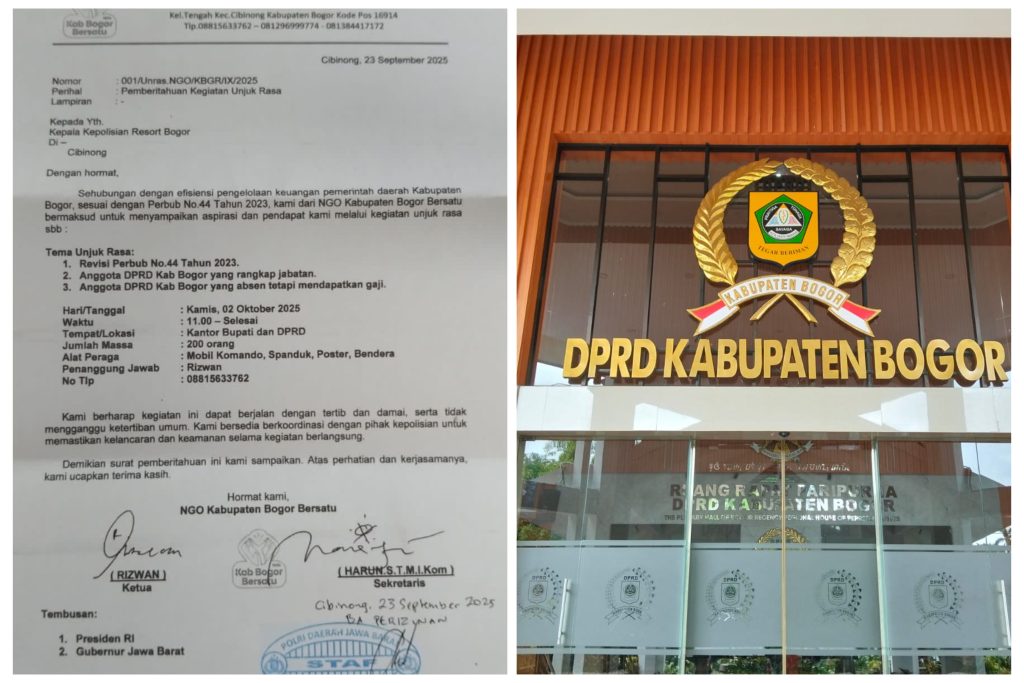 Kab Bogor
Bersatu
Kel.Tengah Kec.Cibinong Kabupaten Bogor Kode Pos 16914
Tlp.08815633762 – 081296999774 - 081384417172
Cibinong, 23 September 2025
Nomor : 001/Unras.NGO/KBGR/IX/2025
Perihal : Pemberitahuan Kegiatan Unjuk Rasa
Lampiran : -
Kepada Yth.
Kepala Kepolisian Resort Bogor
Di –
Cibinong
Dengan hormat,
Sehubungan dengan efisiensi pengelolaan keuangan pemerintah daerah Kabupaten
Bogor, sesuai dengan Perbub No.44 Tahun 2023, kami dari NGO Kabupaten Bogor Bersatu
bermaksud untuk menyampaikan aspirasi dan pendapat kami melalui kegiatan unjuk rasa
sbb :
Tema Unjuk Rasa:
1. Revisi Perbub No.44 Tahun 2023.
2. Anggota DPRD Kab Bogor yang rangkap jabatan.
3. Anggota DPRD Kab Bogor yang absen tetapi mendapatkan gaji.
Hari/Tanggal : Kamis, 02 Oktober 2025
Waktu : 11.00 – Selesai
Tempat/Lokasi : Kantor Bupati dan DPRD
Jumlah Massa : 200 orang
Alat Peraga : Mobil Komando, Spanduk, Poster, Bendera
Penanggung Jawab : Rizwan
No Tlp : 08815633762
Kami berharap kegiatan ini dapat berjalan dengan tertib dan damai, serta tidak
mengganggu ketertiban umum. Kami bersedia berkoordinasi dengan pihak kepolisian untuk
memastikan kelancaran dan keamanan selama kegiatan berlangsung.
Demikian surat pemberitahuan ini kami sampaikan. Atas perhatian dan kerjasamanya,
kami ucapkan terima kasih.
Hormat kami,
NGO Kabupaten Bogor Bersatu
Kab Bogor
Bersatu
( RIZWAN )
Ketua
( HARUN.S.T.M.I.Kom )
Sekretaris
Cibinong, 23 September 2025
BA PERIZINAN
Tembusan:
1. Presiden RI
2. Gubernur Jawa Barat
POLRI DAERAH JAWA BARAT
STAF
TEGAR BERIMAN
KABUPATEN BOGOR
DPRD KABUPATEN BOGOR
RUANG RAPAT PARIPURNA
DPRD KABUPATEN BOGOR
DPRD
DPRD
DPRD
DPRD